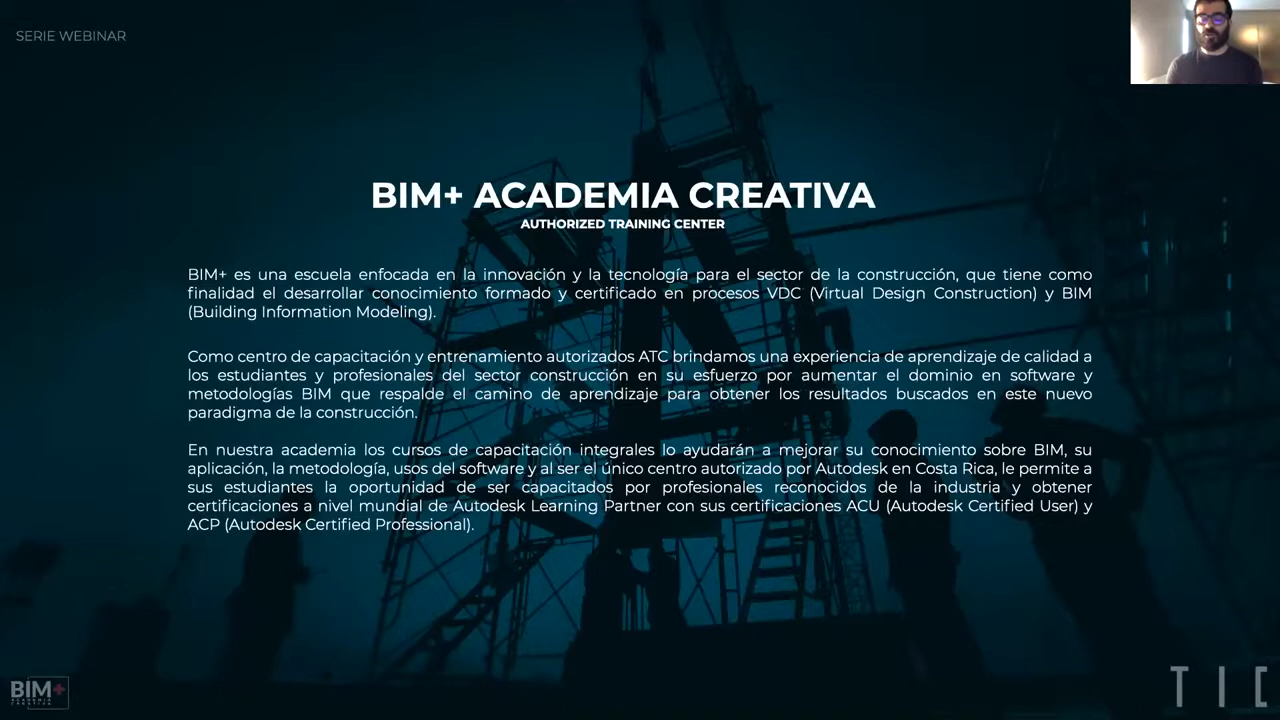 SERIE WEBINAR
BIM+ ACADEMIA CREATIVA
AUTHORIZED TRAINING CENTER
BIM+ es una escuela enfocada en la innovación y la tecnología para el sector de la construcción, que tiene como
finalidad el desarrollar conocimiento formado y certificado en procesos VDC (Virtual Design Construction) y BIM
(Building Information Modeling).
Como centro de capacitación y entrenamiento autorizados ATC brindamos una experiencia de aprendizaje de calidad a
los estudiantes y profesionales del sector construcción en su esfuerzo por aumentar el dominio en software y
metodologías BIM que respalde el camino de aprendizaje para obtener los resultados buscados en este nuevo
paradigma de la construcción.
En nuestra academia los cursos de capacitación integrales lo ayudarán a mejorar su conocimiento sobre BIM, su
aplicación, la metodología, usos del software y al ser el único centro autorizado por Autodesk en Costa Rica, le permite a
sus estudiantes la oportunidad de ser capacitados por profesionales reconocidos de la industria y obtener
certificaciones a nivel mundial de Autodesk Learning Partner con sus certificaciones ACU (Autodesk Certified User) y
ACP (Autodesk Certified Professional).
BIM+
ACADEMIA
CREATIVA
TIC